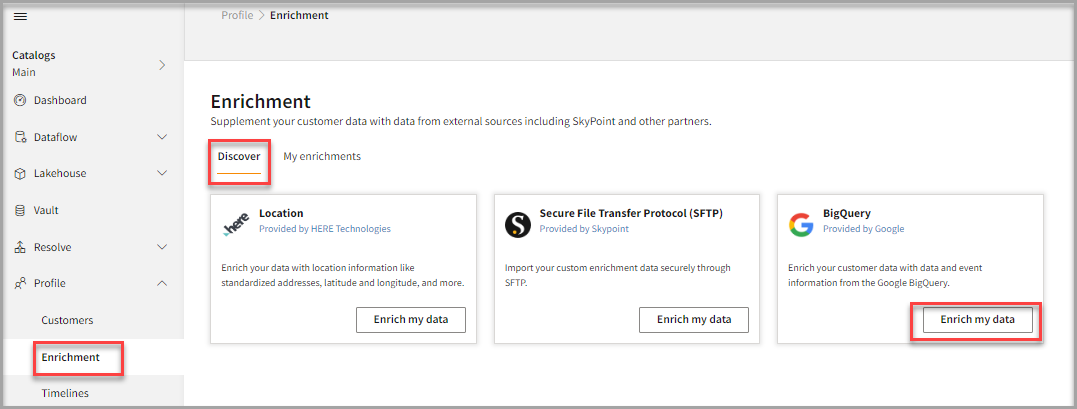 Profile > Enrichment
Catalogs
Main
Dashboard
Dataflow
Lakehouse
Vault
Resolve
Profile
Customers
Enrichment
Timelines
Enrichment
Supplement your customer data with data from external sources including SkyPoint and other partners.
Discover
My enrichments
here
Location
Provided by HERE Technologies
Enrich your data with location information like
standardized addresses, latitude and longitude, and more.
Enrich my data
S
Secure File Transfer Protocol (SFTP)
Provided by Skypoint
Import your custom enrichment data securely through
SFTP.
Enrich my data
G
BigQuery
Provided by Google
Enrich your customer data with data and event
information from the Google BigQuery.
Enrich my data